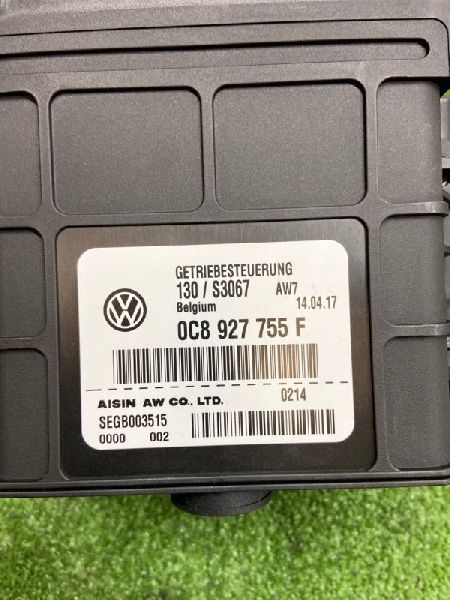 GETRIEBESTEUERUNG
130 / S3067 AW7
Belgium 14.04.17
0C8 927 755 F
AISIN AW CO., LTD. 0214
SEGB003515
0000 002